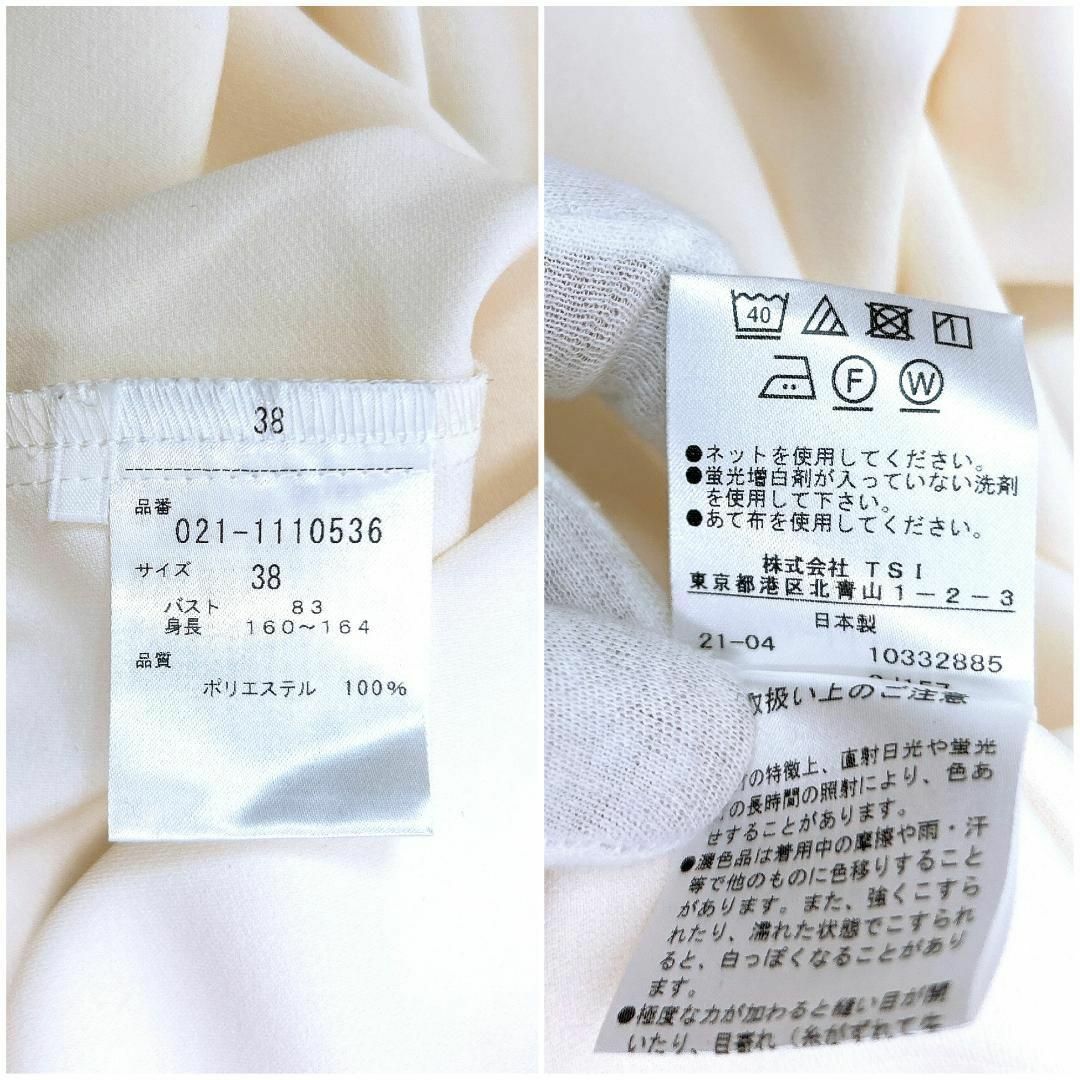 38
品番
021-1110536
サイズ 38
バスト 83
身長 160〜164
品質
ポリエステル 100%
40
F W
●ネットを使用してください。
●蛍光増白剤が入っていない洗剤
を使用して下さい。
●あて布を使用してください。
株式会社 TSI
東京都港区北青山1-2-3
日本製
21-04 10332885
取扱い上のご注意
の特徴上、直射日光や蛍光
の長時間の照射により、色あ
せすることがあります。
●濃色品は着用中の摩擦や雨・汗
等で他のものに色移りすること
があります。また、強くこすら
れたり、濡れた状態でこすられ
ると、白っぽくなることがあり
ます。
●極度な力が加わると縫い目が開
いたり、目寄れ(糸がずれて